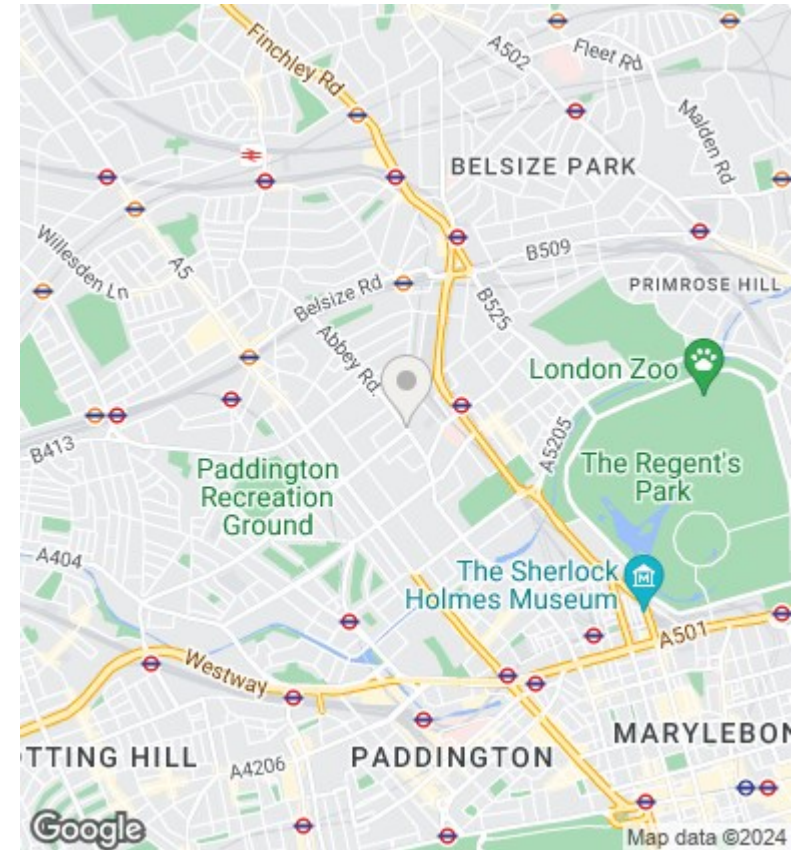 A502
Fleet Rd
Finchley Rd
Malden Rd
BELSIZE PARK
Willesden Ln
A5
B509
Belsize Rd
B525
PRIMROSE HILL
Abbey Rd.
London Zoo
A5205
B413
Paddington
Recreation
Ground
The Regent's
Park
A404
The Sherlock
Holmes Museum
M
A501
Westway
MARYLEBON
OTTING HILL
A4206
PADDINGTON
Google
Map data ©2024